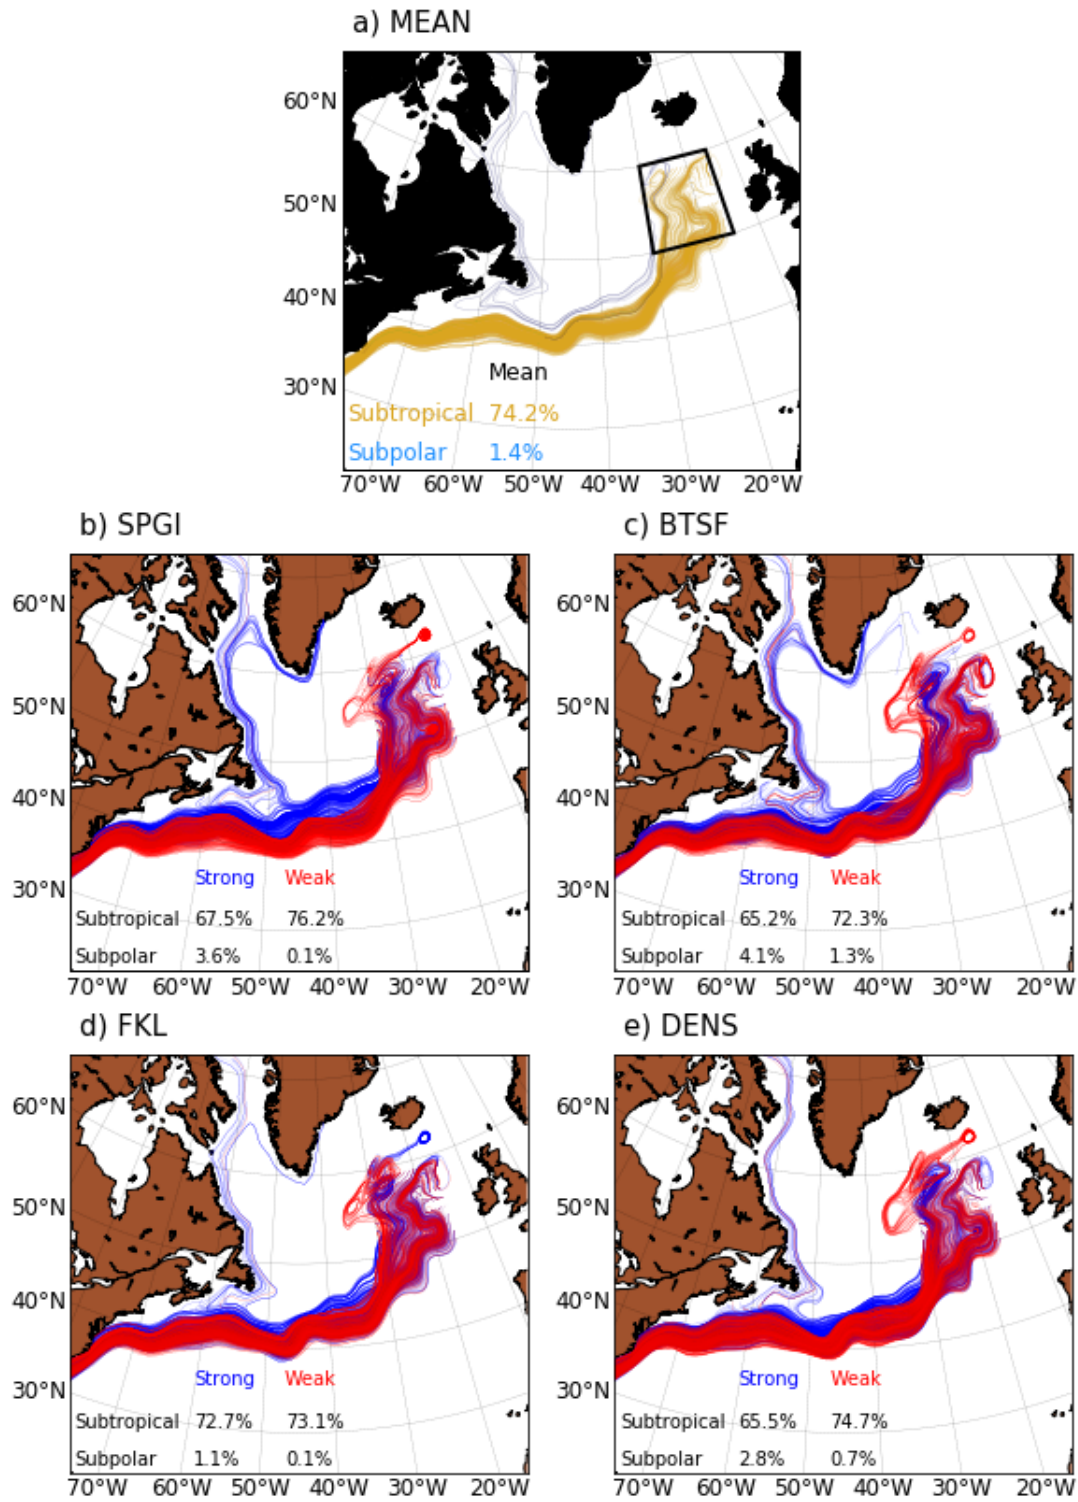 a) MEAN
60°N
50°N
40°N
30°N
Mean
Subtropical 74.2%
Subpolar 1.4%
70°W 60°W 50°W 40°W 30°W 20°W
b) SPGI
60°N
50°N
40°N
30°N
Strong Weak
Subtropical 67.5% 76.2%
Subpolar 3.6% 0.1%
70°W 60°W 50°W 40°W 30°W 20°W
c) BTSF
60°N
50°N
40°N
30°N
Strong Weak
Subtropical 65.2% 72.3%
Subpolar 4.1% 1.3%
70°W 60°W 50°W 40°W 30°W 20°W
d) FKL
60°N
50°N
40°N
30°N
Strong Weak
Subtropical 72.7% 73.1%
Subpolar 1.1% 0.1%
70°W 60°W 50°W 40°W 30°W 20°W
e) DENS
60°N
50°N
40°N
30°N
Strong Weak
Subtropical 65.5% 74.7%
Subpolar 2.8% 0.7%
70°W 60°W 50°W 40°W 30°W 20°W